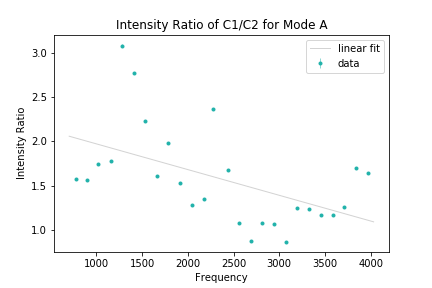 Intensity Ratio of C1/C2 for Mode A
3.0
2.5
2.0
1.5
1.0
Intensity Ratio
linear fit
data
1000 1500 2000 2500 3000 3500 4000
Frequency